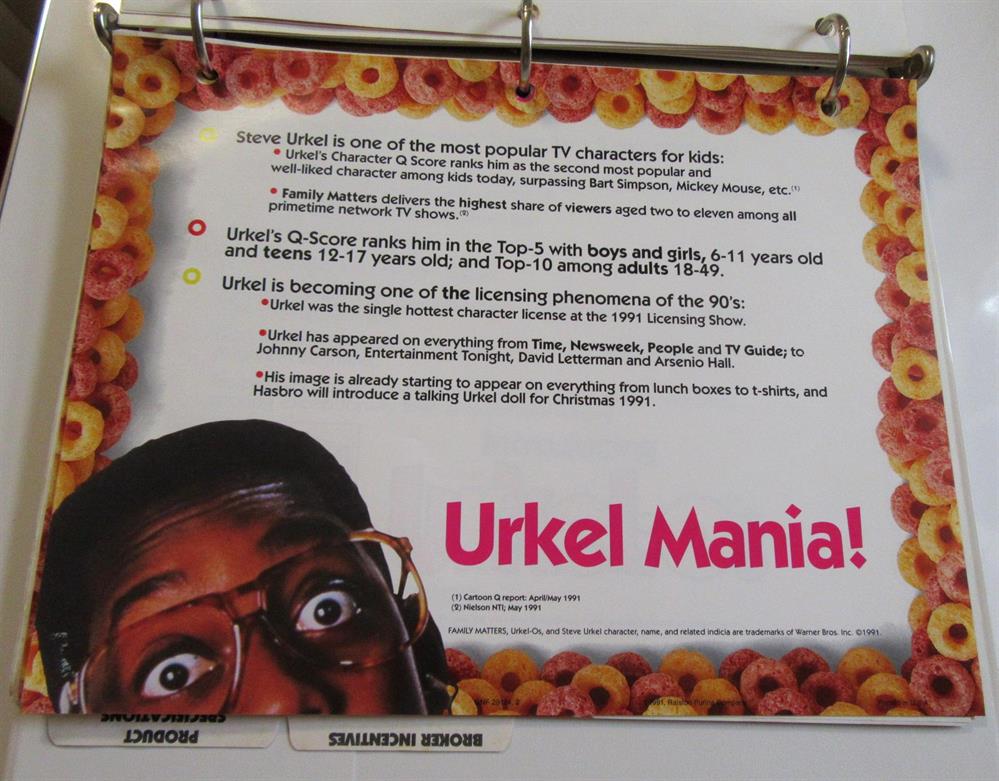 Steve Urkel is one of the most popular TV characters for kids:
• Urkel's Character Q Score ranks him as the second most popular and
well-liked character among kids today, surpassing Bart Simpson, Mickey Mouse, etc.(1)
• Family Matters delivers the highest share of viewers aged two to eleven among all
primetime network TV shows.(2)
Urkel's Q-Score ranks him in the Top-5 with boys and girls, 6-11 years old
and teens 12-17 years old; and Top-10 among adults 18-49.
Urkel is becoming one of the licensing phenomena of the 90's:
•Urkel was the single hottest character license at the 1991 Licensing Show.
•Urkel has appeared on everything from Time, Newsweek, People and TV Guide; to
Johnny Carson, Entertainment Tonight, David Letterman and Arsenio Hall.
•His image is already starting to appear on everything from lunch boxes to t-shirts, and
Hasbro will introduce a talking Urkel doll for Christmas 1991.
Urkel Mania!
(1) Cartoon Q report: April/May 1991
(2) Nielson NTI; May 1991
FAMILY MATTERS, Urkel-Os, and Steve Urkel character, name, and related indicia are trademarks of Warner Bros. Inc. ©1991.
©1991, Ralston Purina Company
PRODUCT
SPECIFICATIONS
BROKER INCENTIVES